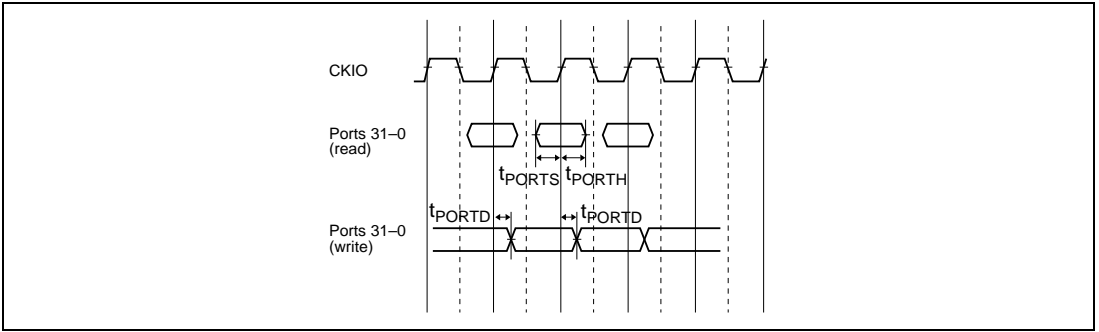 CKIO
Ports 31–0
(read)
tPORTS tPORTH
tPORTD tPORTD
Ports 31–0
(write)